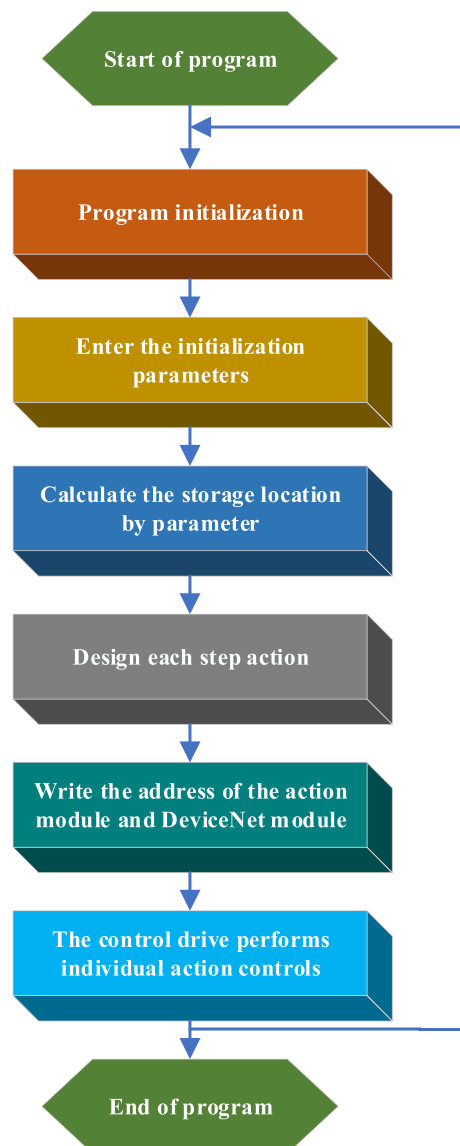 Start of program
Program initialization
Enter the initialization
parameters
Calculate the storage location
by parameter
Design each step action
Write the address of the action
module and DeviceNet module
The control drive performs
individual action controls
End of program